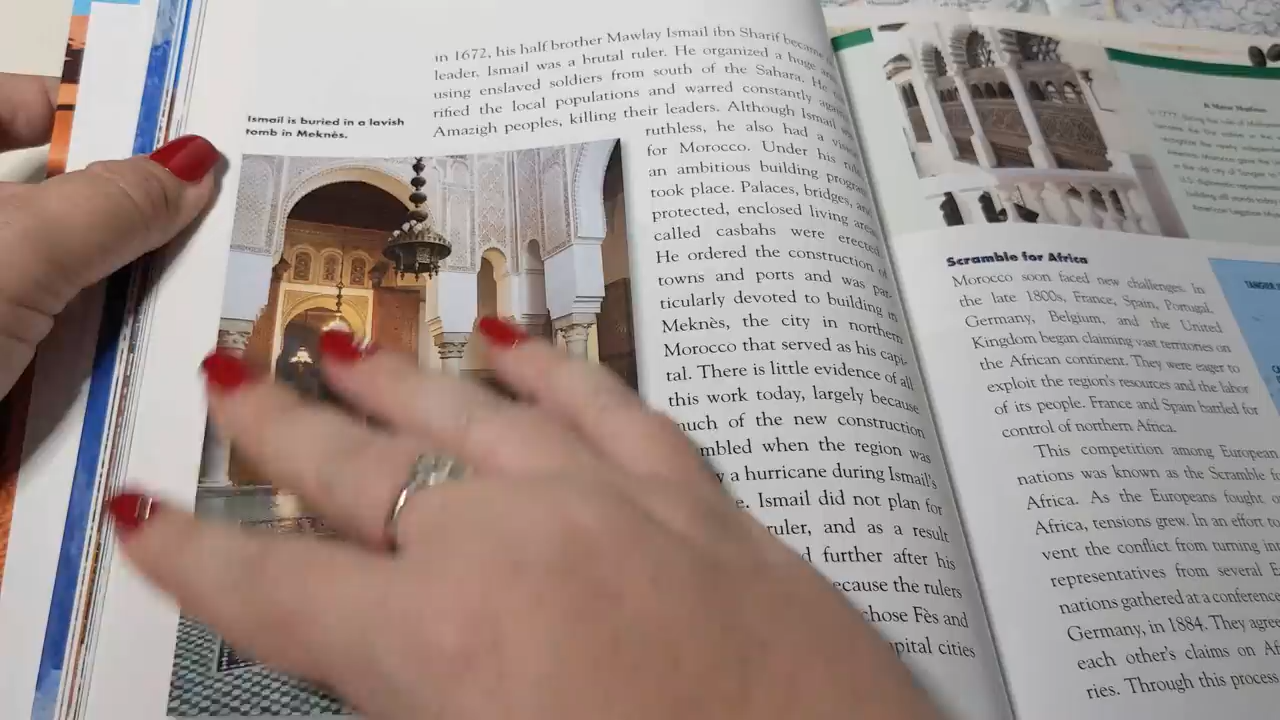 in 1672, his half brother Mawlay Ismail ibn Sharif became
leader. Ismail was a brutal ruler. He organized a huge
using enslaved soldiers from south of the Sahara. He
rified the local populations and warred constantly
Amazigh peoples, killing their leaders. Although Ismail
Ismail is buried in a lavish
tomb in Meknès.
ruthless, he also had a
for Morocco. Under his rule
an ambitious building program
took place. Palaces, bridges, and
protected, enclosed living areas
called casbahs were erected.
He ordered the construction of
towns and ports and was par-
ticularly devoted to building in
Meknès, the city in northern
Morocco that served as his capi-
tal. There is little evidence of all
this work today, largely because
much of the new construction
mbled when the region was
y a hurricane during Ismail's
e. Ismail did not plan for
ruler, and as a result
d further after his
ecause the rulers
chose Fès and
pital cities
Scramble for Africa
Morocco soon faced new challenges. In
the late 1800s, France, Spain, Portugal,
Germany, Belgium, and the United
Kingdom began claiming vast territories on
the African continent. They were eager to
exploit the region's resources and the labor
of its people. France and Spain battled for
control of northern Africa.
This competition among European
nations was known as the Scramble for
Africa. As the Europeans fought
Africa, tensions grew. In an effort to
vent the conflict from turning
representatives from several
nations gathered at a conference
Germany, in 1884. They agree
each other's claims on
ries. Through this process